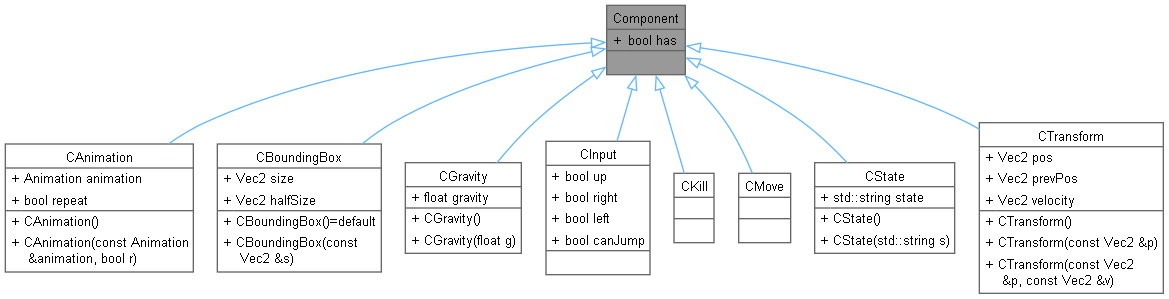 Component
+ bool has
CAnimation
+ Animation animation
+ bool repeat
+ CAnimation()
+ CAnimation(const Animation
&animation, bool r)
CBoundingBox
+ Vec2 size
+ Vec2 halfSize
+ CBoundingBox()=default
+ CBoundingBox(const
Vec2 &s)
CGravity
+ float gravity
+ CGravity()
+ CGravity(float g)
CInput
+ bool up
+ bool right
+ bool left
+ bool canJump
CKill
CMove
CState
+ std::string state
+ CState()
+ CState(std::string s)
CTransform
+ Vec2 pos
+ Vec2 prevPos
+ Vec2 velocity
+ CTransform()
+ CTransform(const Vec2 &p)
+ CTransform(const Vec2
&p, const Vec2 &v)